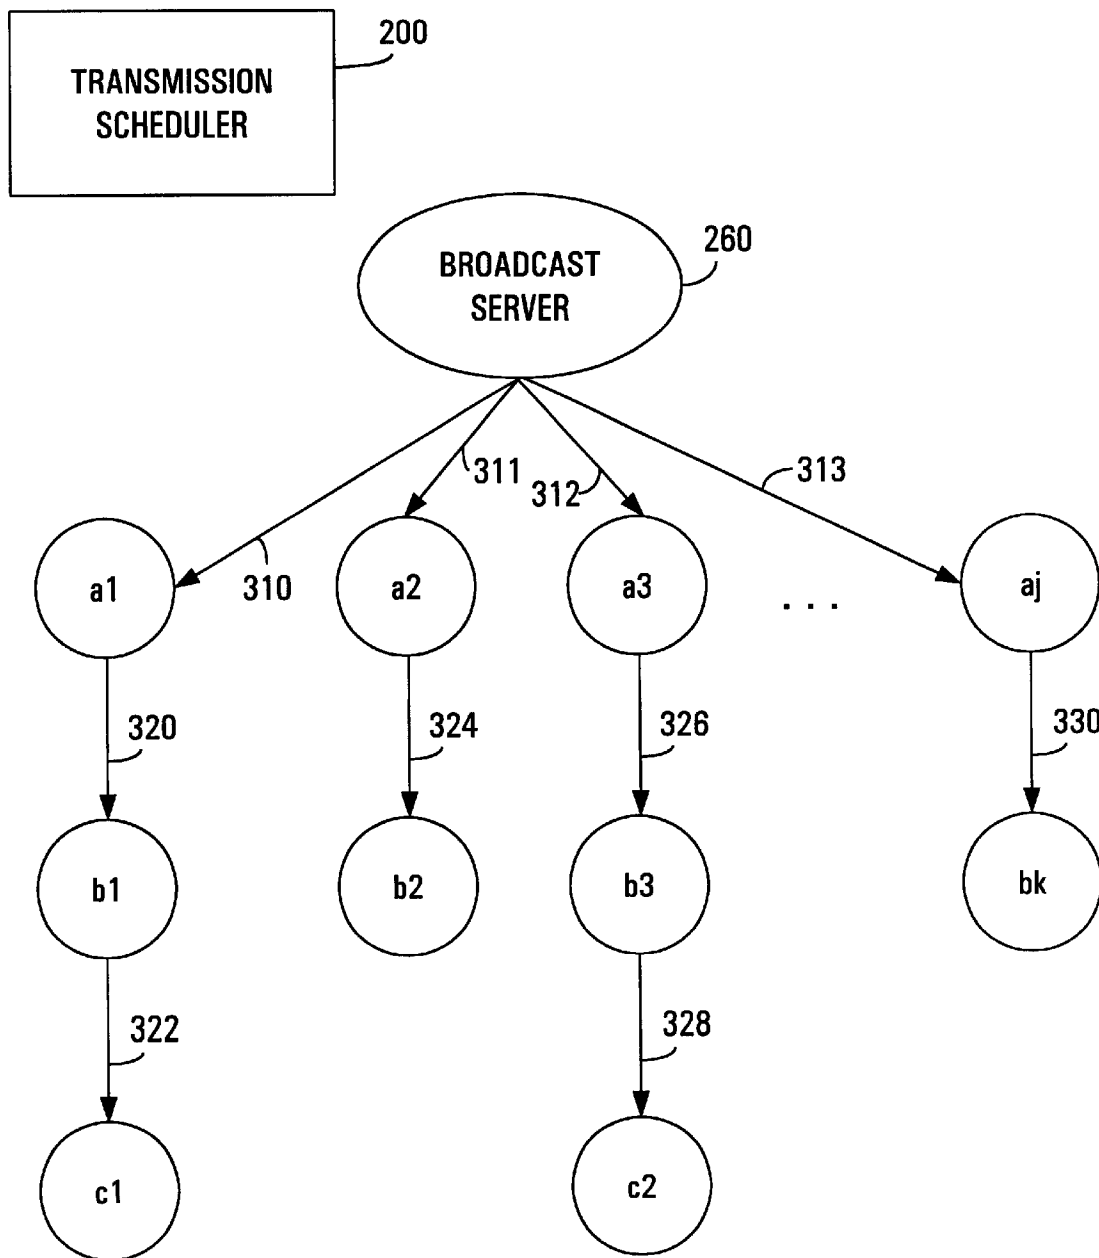 200
TRANSMISSION
SCHEDULER
260
BROADCAST
SERVER
310
311
312
313
a1
a2
a3
. . .
aj
320
324
326
330
b1
b2
b3
bk
322
328
c1
c2